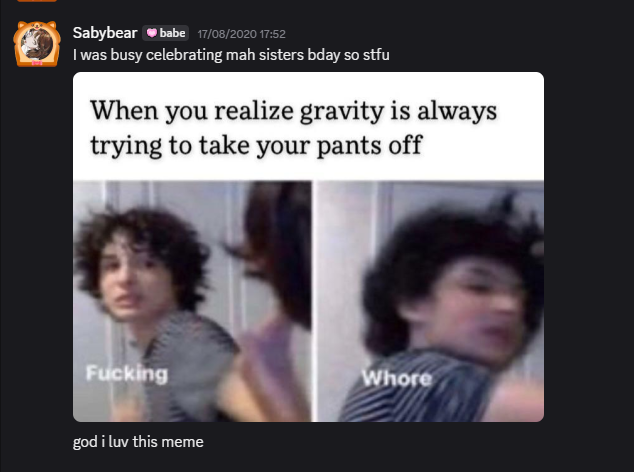 Sabybear babe 17/08/2020 17:52
I was busy celebrating mah sisters bday so stfu
When you realize gravity is always
trying to take your pants off
Fucking
Whore
god i luv this meme